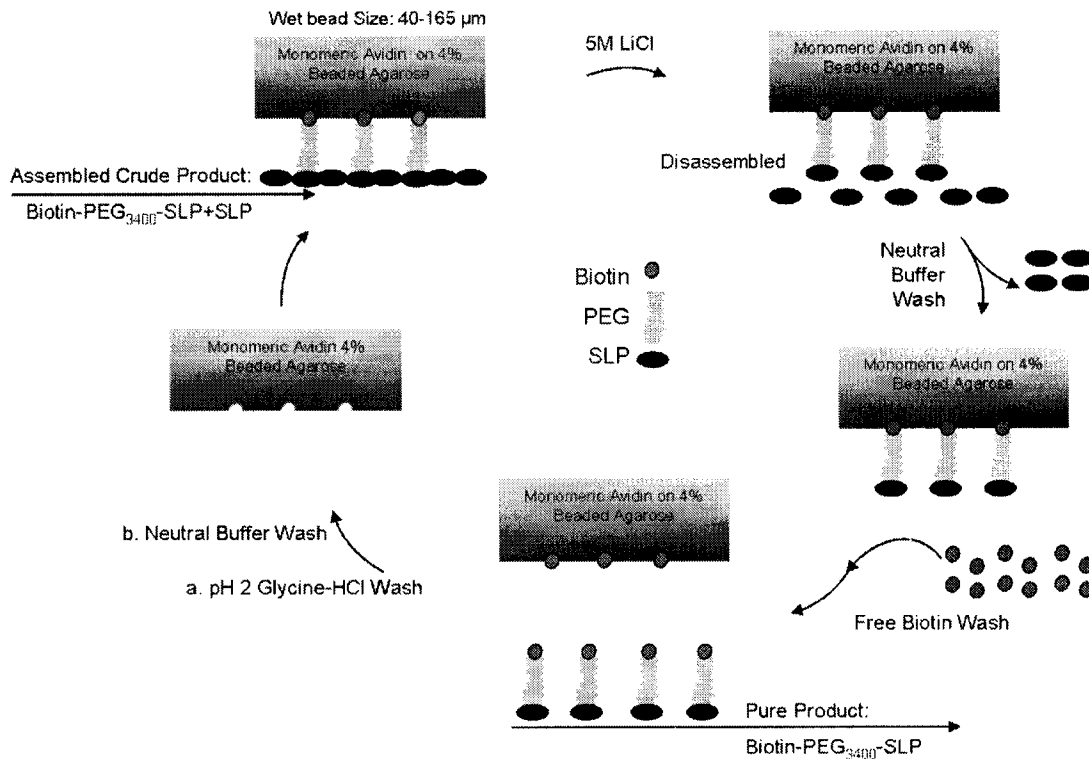 Wet bead Size: 40-165 µm
Monomeric Avidin on 4%
Beaded Agarose
5M LiCl
Monomeric Avidin on 4%
Beaded Agarose
Disassembled
Assembled Crude Product:
Biotin-PEG3400-SLP+SLP
Neutral
Buffer
Wash
Biotin
PEG
SLP
Monomeric Avidin 4%
Beaded Agarose
Monomeric Avidin on 4%
Beaded Agarose
Monomeric Avidin on 4%
Beaded Agarose
b. Neutral Buffer Wash
a. pH 2 Glycine-HCl Wash
Free Biotin Wash
Pure Product:
Biotin-PEG3400-SLP